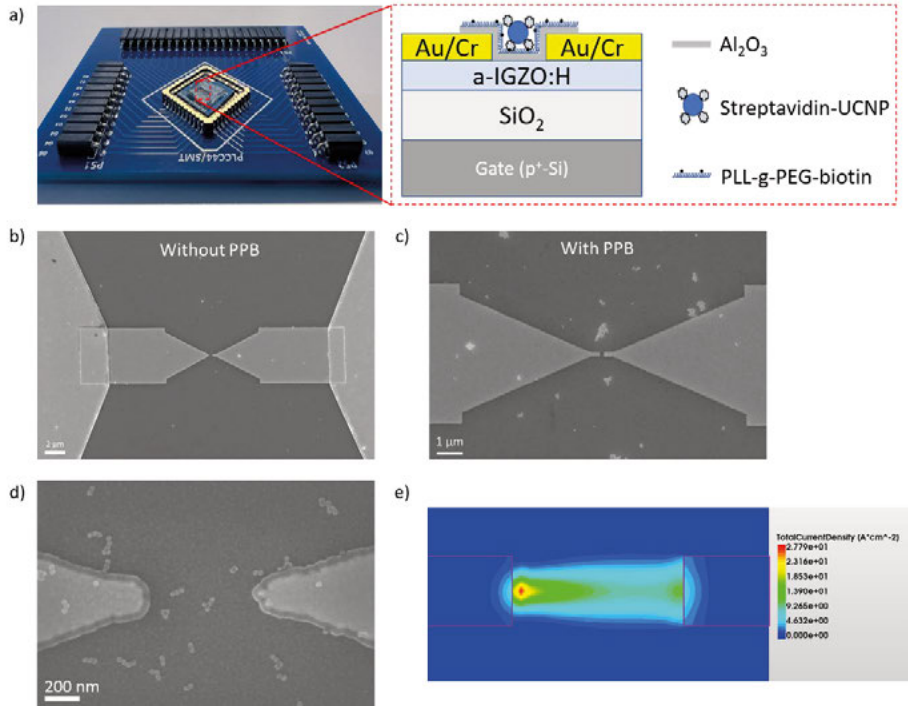 a)
PLCC44/SMT
PS1
Au/Cr
Au/Cr
a-IGZO:H
SiO₂
Gate (p⁺-Si)
Al₂O₃
Streptavidin-UCNP
PLL-g-PEG-biotin
b)
Without PPB
2 µm
c)
With PPB
1 µm
d)
200 nm
e)
TotalCurrentDensity (A*cm^-2)
2.779e+01
2.316e+01
1.853e+01
1.390e+01
9.265e+00
4.632e+00
0.000e+00